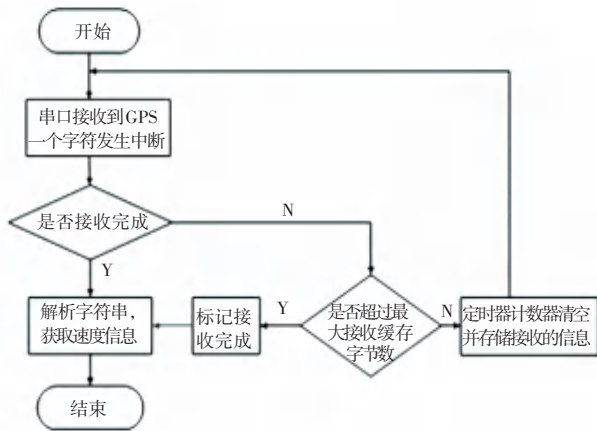 开始
串口接收到GPS
一个字符发生中断
是否接收完成
N
Y
解析字符串,
获取速度信息
标记接
收完成
Y
是否超过最
大接收缓存
字节数
N
定时器计数器清空
并存储接收的信息
结束